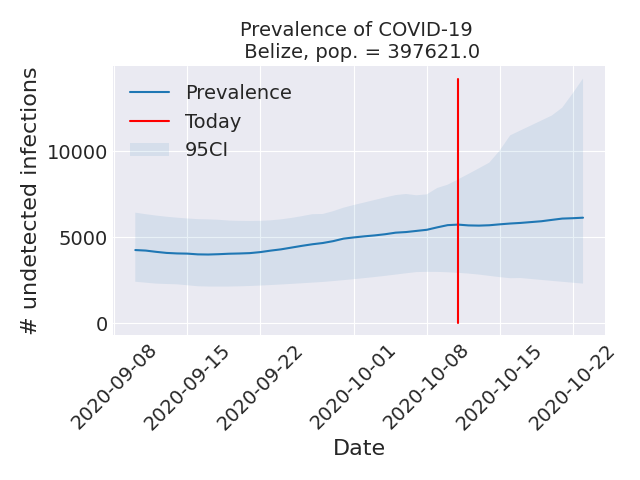 Prevalence of COVID-19
Belize, pop. = 397621.0
# undetected infections
Prevalence
Today
95CI
10000
5000
0
2020-09-08
2020-09-15
2020-09-22
2020-10-01
2020-10-08
2020-10-15
2020-10-22
Date